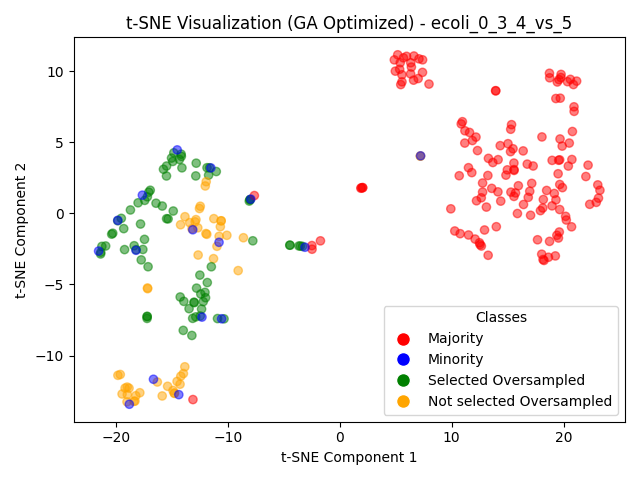 t-SNE Visualization (GA Optimized) - ecoli_0_3_4_vs_5
t-SNE Component 2
10
5
0
−5
−10
−20
−10
0
10
20
t-SNE Component 1
Classes
Majority
Minority
Selected Oversampled
Not selected Oversampled